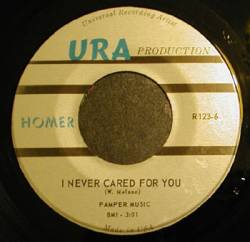 Universal Recording Artist
URA PRODUCTION
HOMER
R123-6
I NEVER CARED FOR YOU
(W. Nelson)
PAMPER MUSIC
BMI - 3:01
Made in U.S.A.